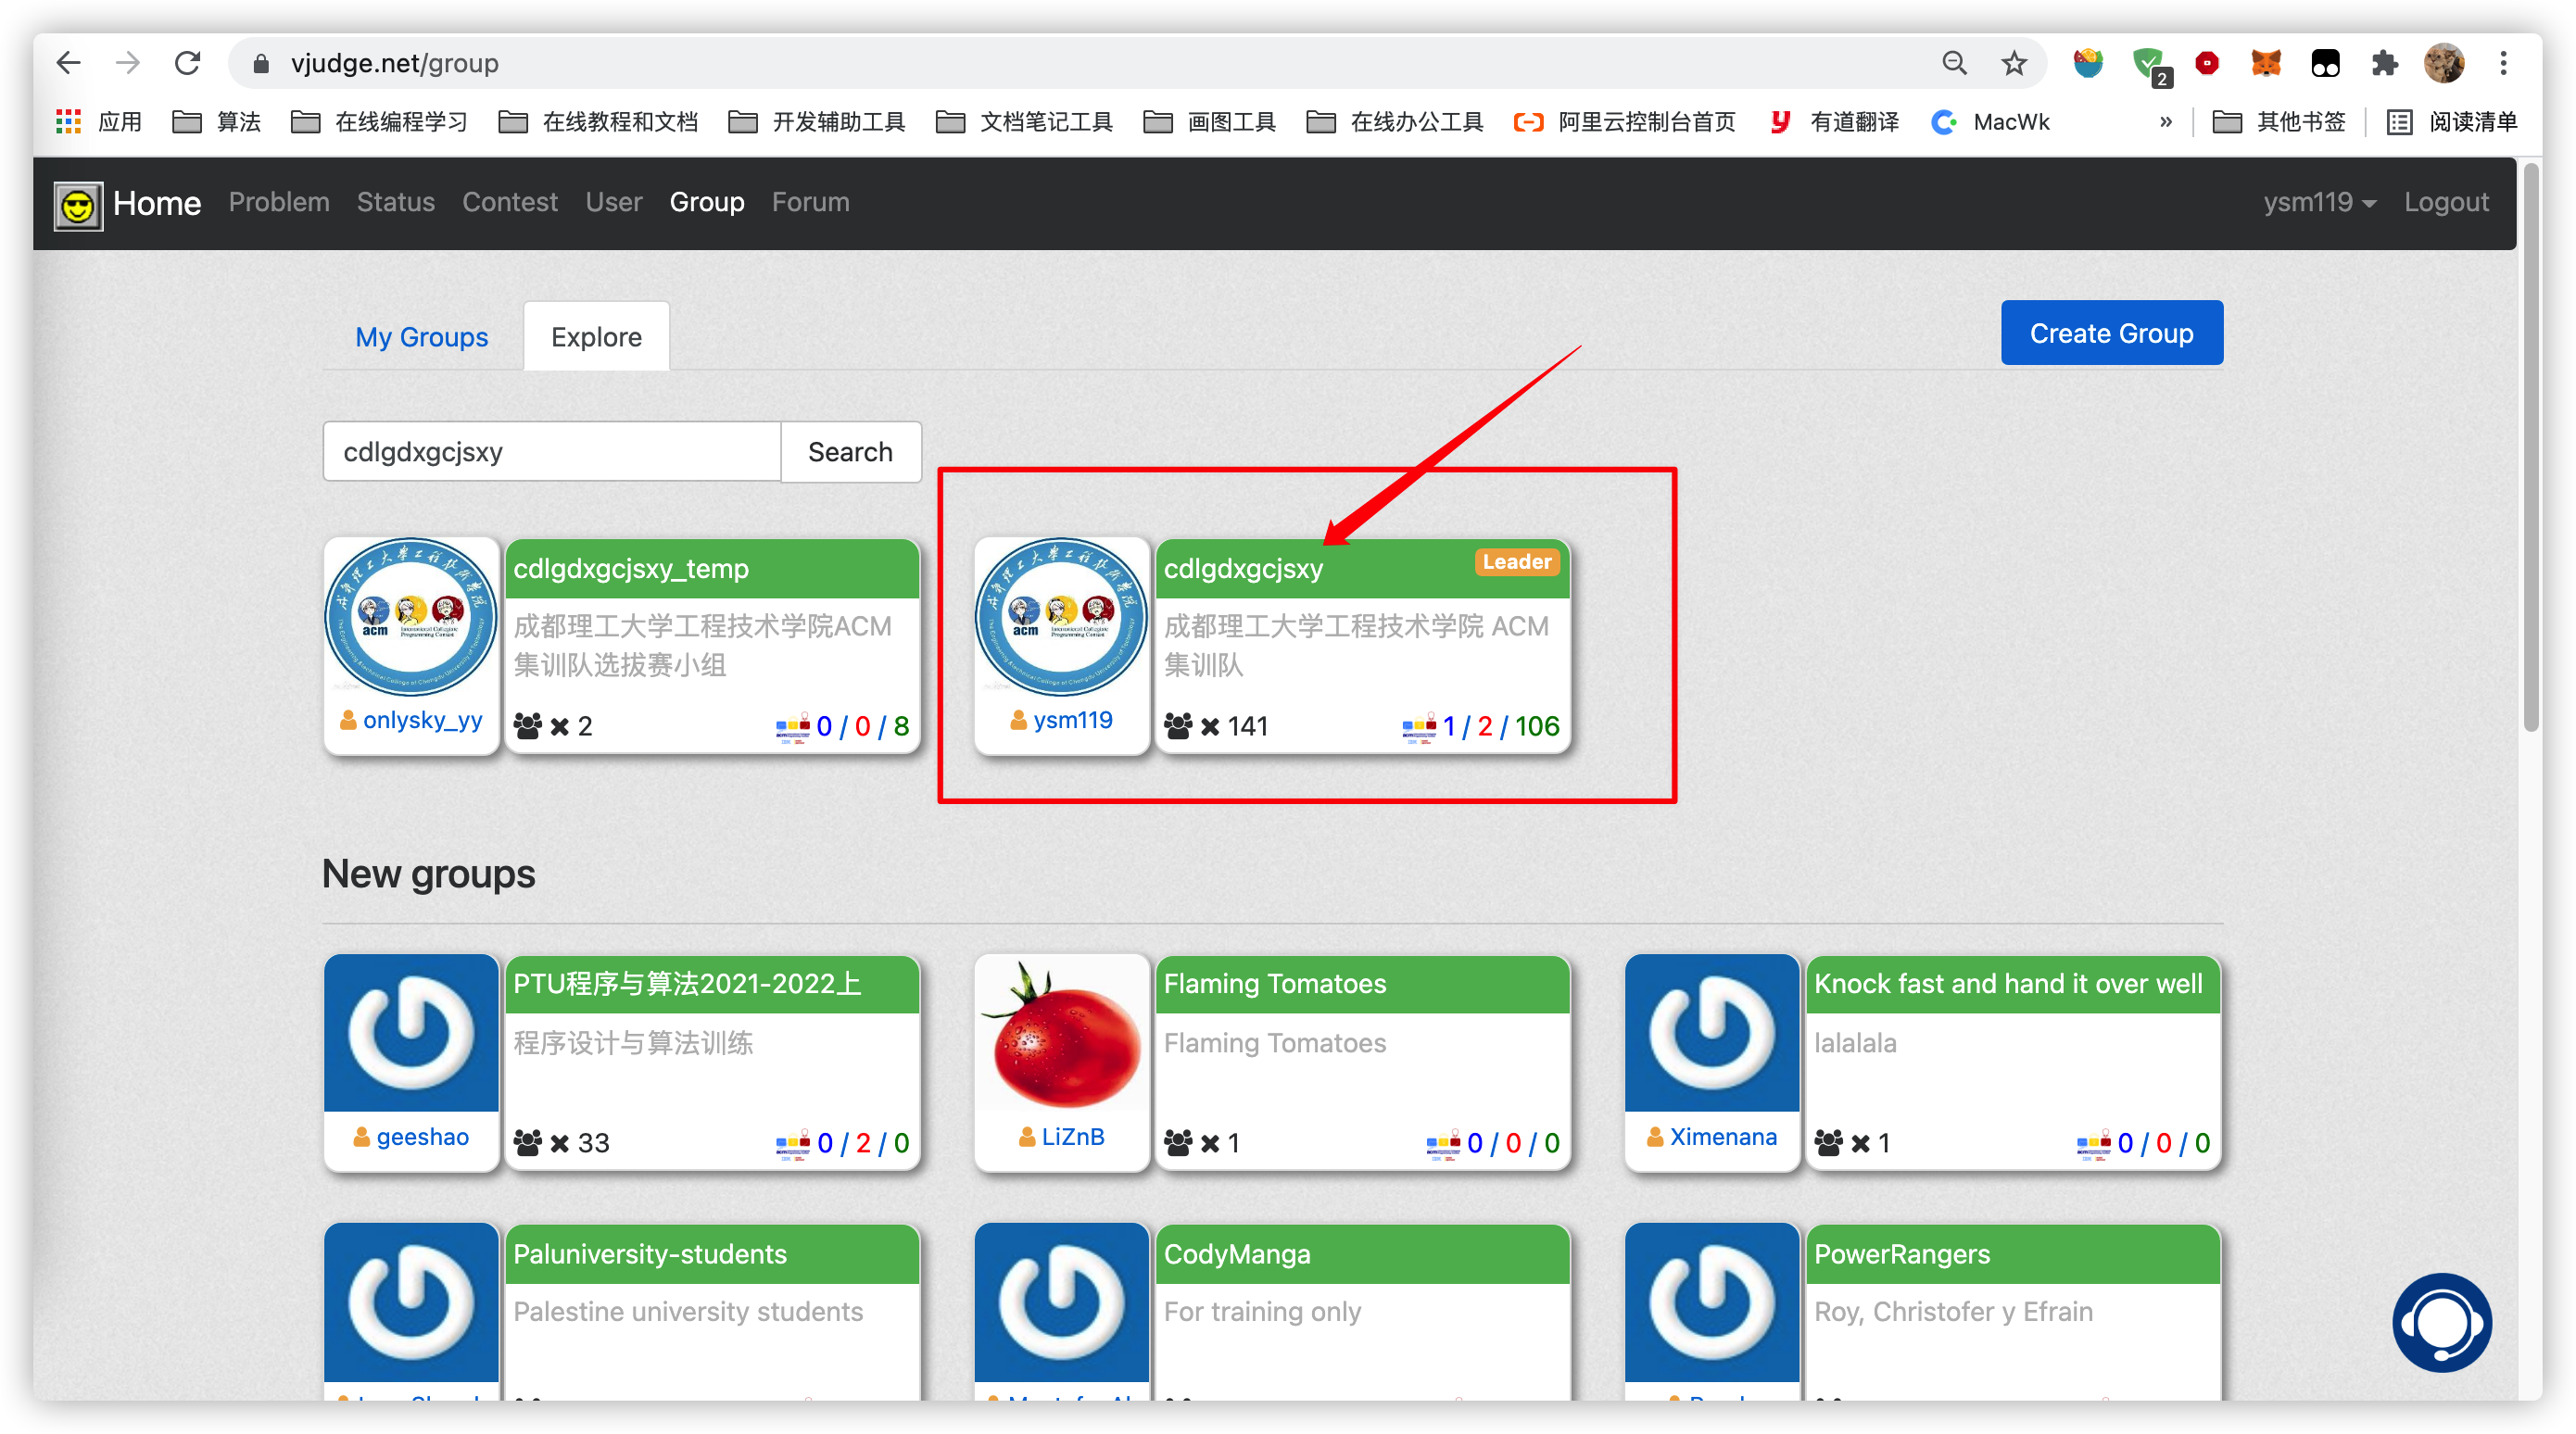 vjudge.net/group
2
应用 算法 在线编程学习 在线教程和文档 开发辅助工具 文档笔记工具 画图工具 在线办公工具 阿里云控制台首页 有道翻译 MacWk » 其他书签 阅读清单
Home Problem Status Contest User Group Forum ysm119 Logout
My Groups Explore Create Group
cdlgdxgcjsxy Search
cdlgdxgcjsxy_temp
成都理工大学工程技术学院ACM
集训队选拔赛小组
acm
onlysky_yy
2 0 / 0 / 8
cdlgdxgcjsxy Leader
成都理工大学工程技术学院 ACM
集训队
acm
ysm119
141 1 / 2 / 106
New groups
PTU程序与算法2021-2022上
程序设计与算法训练
geeshao
33 0 / 2 / 0
Flaming Tomatoes
Flaming Tomatoes
LiZnB
1 0 / 0 / 0
Knock fast and hand it over well
lalalala
Ximenana
1 0 / 0 / 0
Paluniversity-students
Palestine university students
CodyManga
For training only
PowerRangers
Roy, Christofer y Efrain